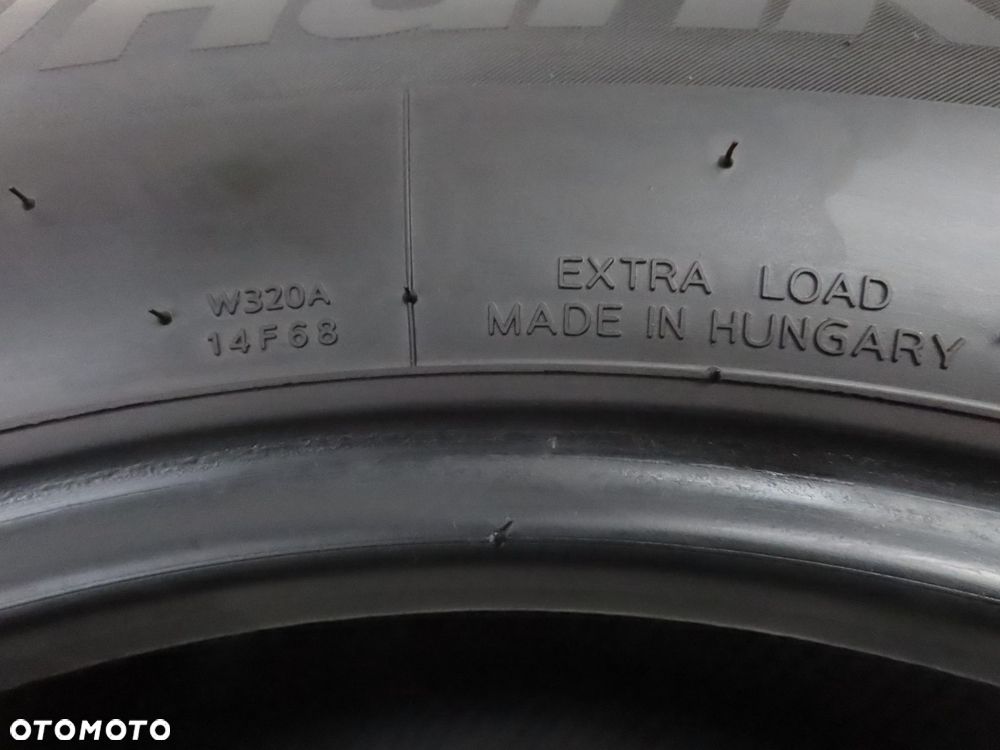 W320A
14F68
EXTRA LOAD
MADE IN HUNGARY
OTOMOTO